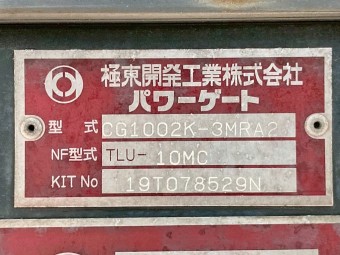 極東開発工業株式会社
パワーゲート
型式 CG1002K-3MRA2
NF型式 TLU- 10MC
KIT No 19T078529N